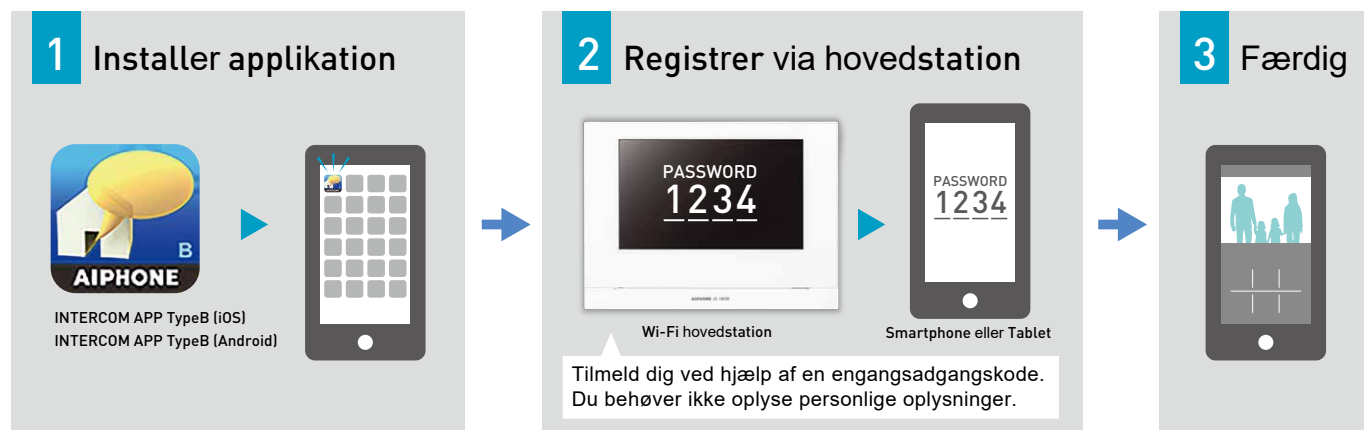 1 Installer applikation
B
AIPHONE
INTERCOM APP TypeB (iOS)
INTERCOM APP TypeB (Android)
2 Registrer via hovedstation
PASSWORD
1234
AIPHONE
Wi-Fi hovedstation
PASSWORD
1234
Smartphone eller Tablet
Tilmeld dig ved hjælp af en engangsadgangskode.
Du behøver ikke oplyse personlige oplysninger.
3 Færdig